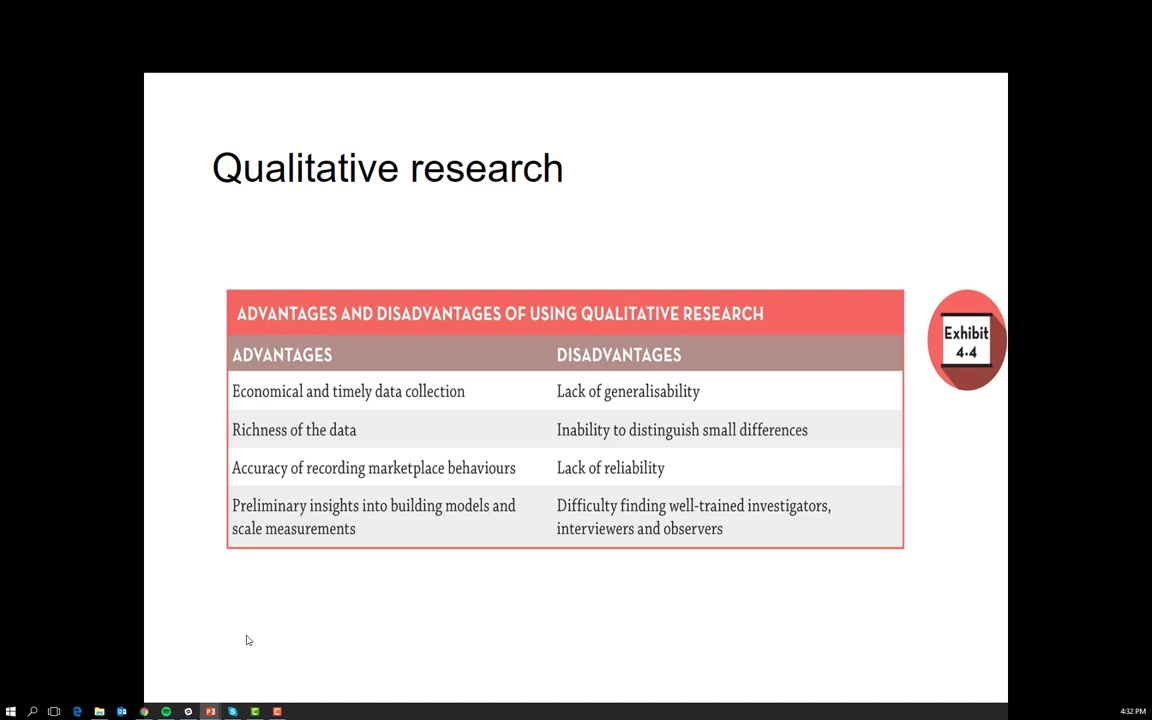 Qualitative research
ADVANTAGES AND DISADVANTAGES OF USING QUALITATIVE RESEARCH
Exhibit
4.4
ADVANTAGES DISADVANTAGES
Economical and timely data collection Lack of generalisability
Richness of the data Inability to distinguish small differences
Accuracy of recording marketplace behaviours Lack of reliability
Preliminary insights into building models and Difficulty finding well-trained investigators,
scale measurements interviewers and observers
4:32 PM